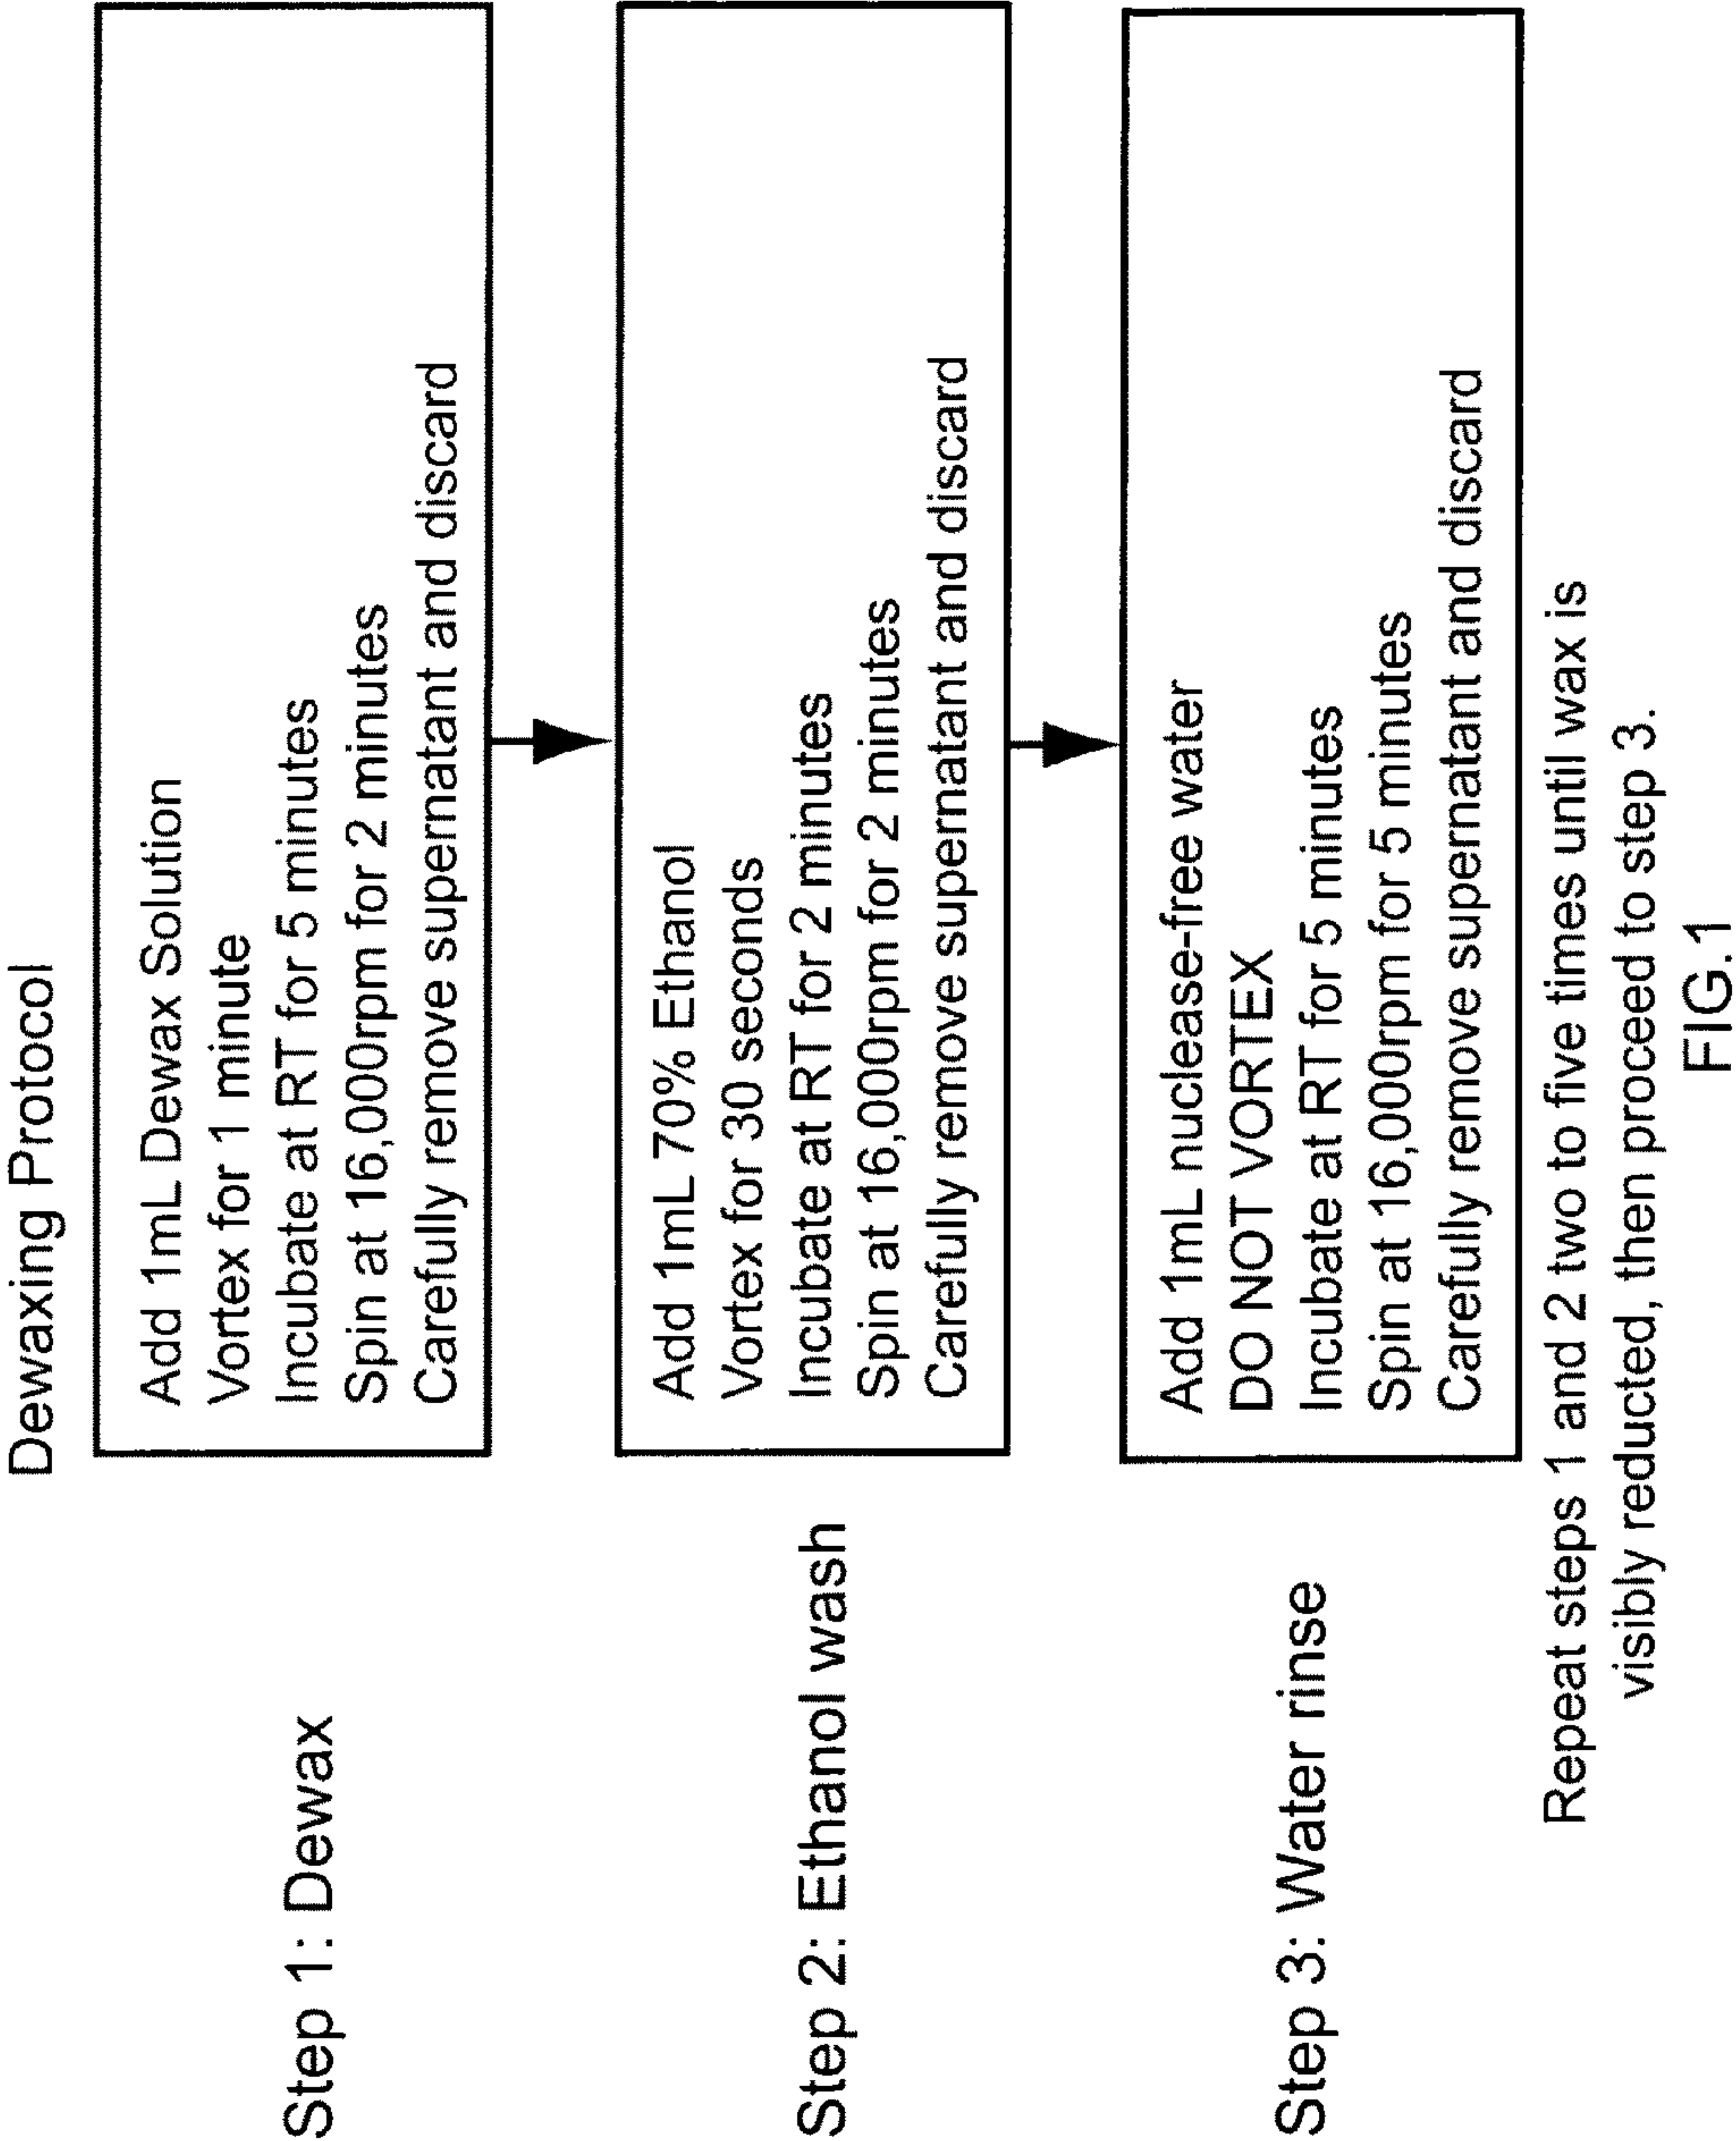 Dewaxing Protocol
Step 1: Dewax
Add 1mL Dewax Solution
Vortex for 1 minute
Incubate at RT for 5 minutes
Spin at 16,000rpm for 2 minutes
Carefully remove supernatant and discard
Step 2: Ethanol wash
Add 1mL 70% Ethanol
Vortex for 30 seconds
Incubate at RT for 2 minutes
Spin at 16,000rpm for 2 minutes
Carefully remove supernatant and discard
Step 3: Water rinse
Add 1mL nuclease-free water
DO NOT VORTEX
Incubate at RT for 5 minutes
Spin at 16,000rpm for 5 minutes
Carefully remove supernatant and discard
Repeat steps 1 and 2 two to five times until wax is
visibly reducted, then proceed to step 3.
FIG.1